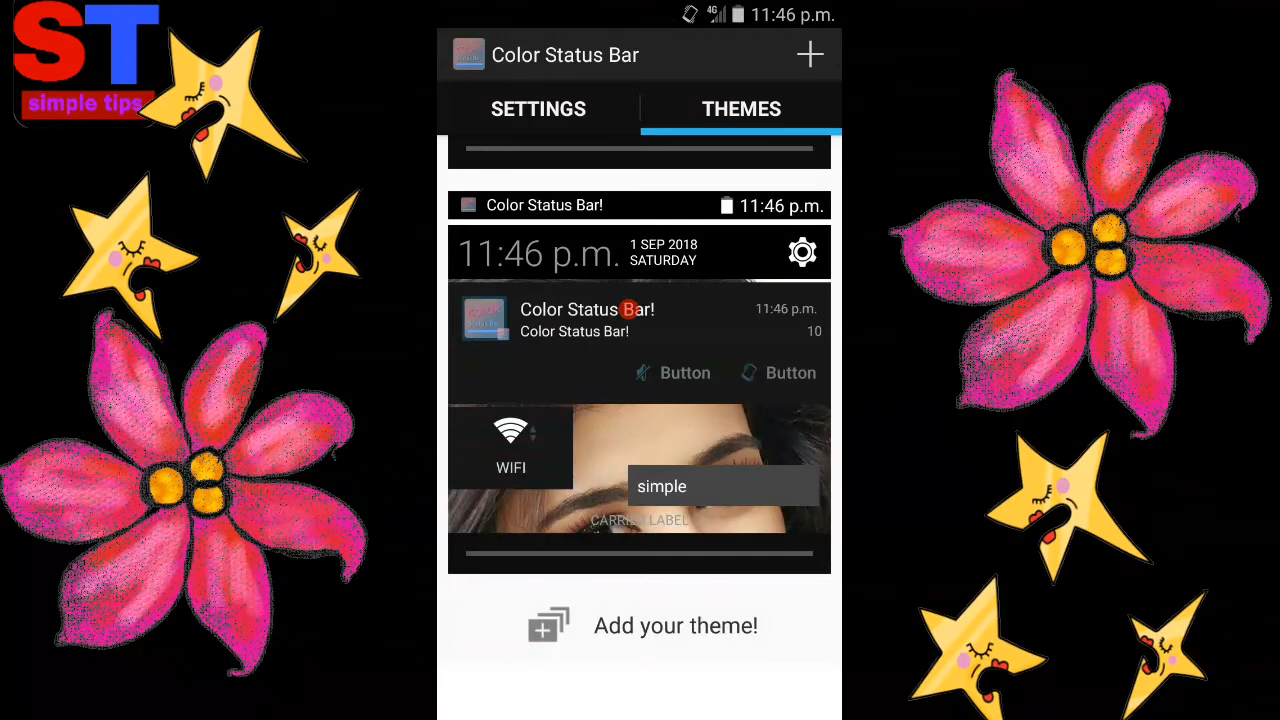 ST
simple tips
4G 11:46 p.m.
Color Status Bar
SETTINGS THEMES
Color Status Bar! 11:46 p.m.
11:46 p.m. 1 SEP 2018
SATURDAY
Color Status Bar! 11:46 p.m.
Color Status Bar! 10
Button Button
WIFI
simple
CARRIER LABEL
Add your theme!